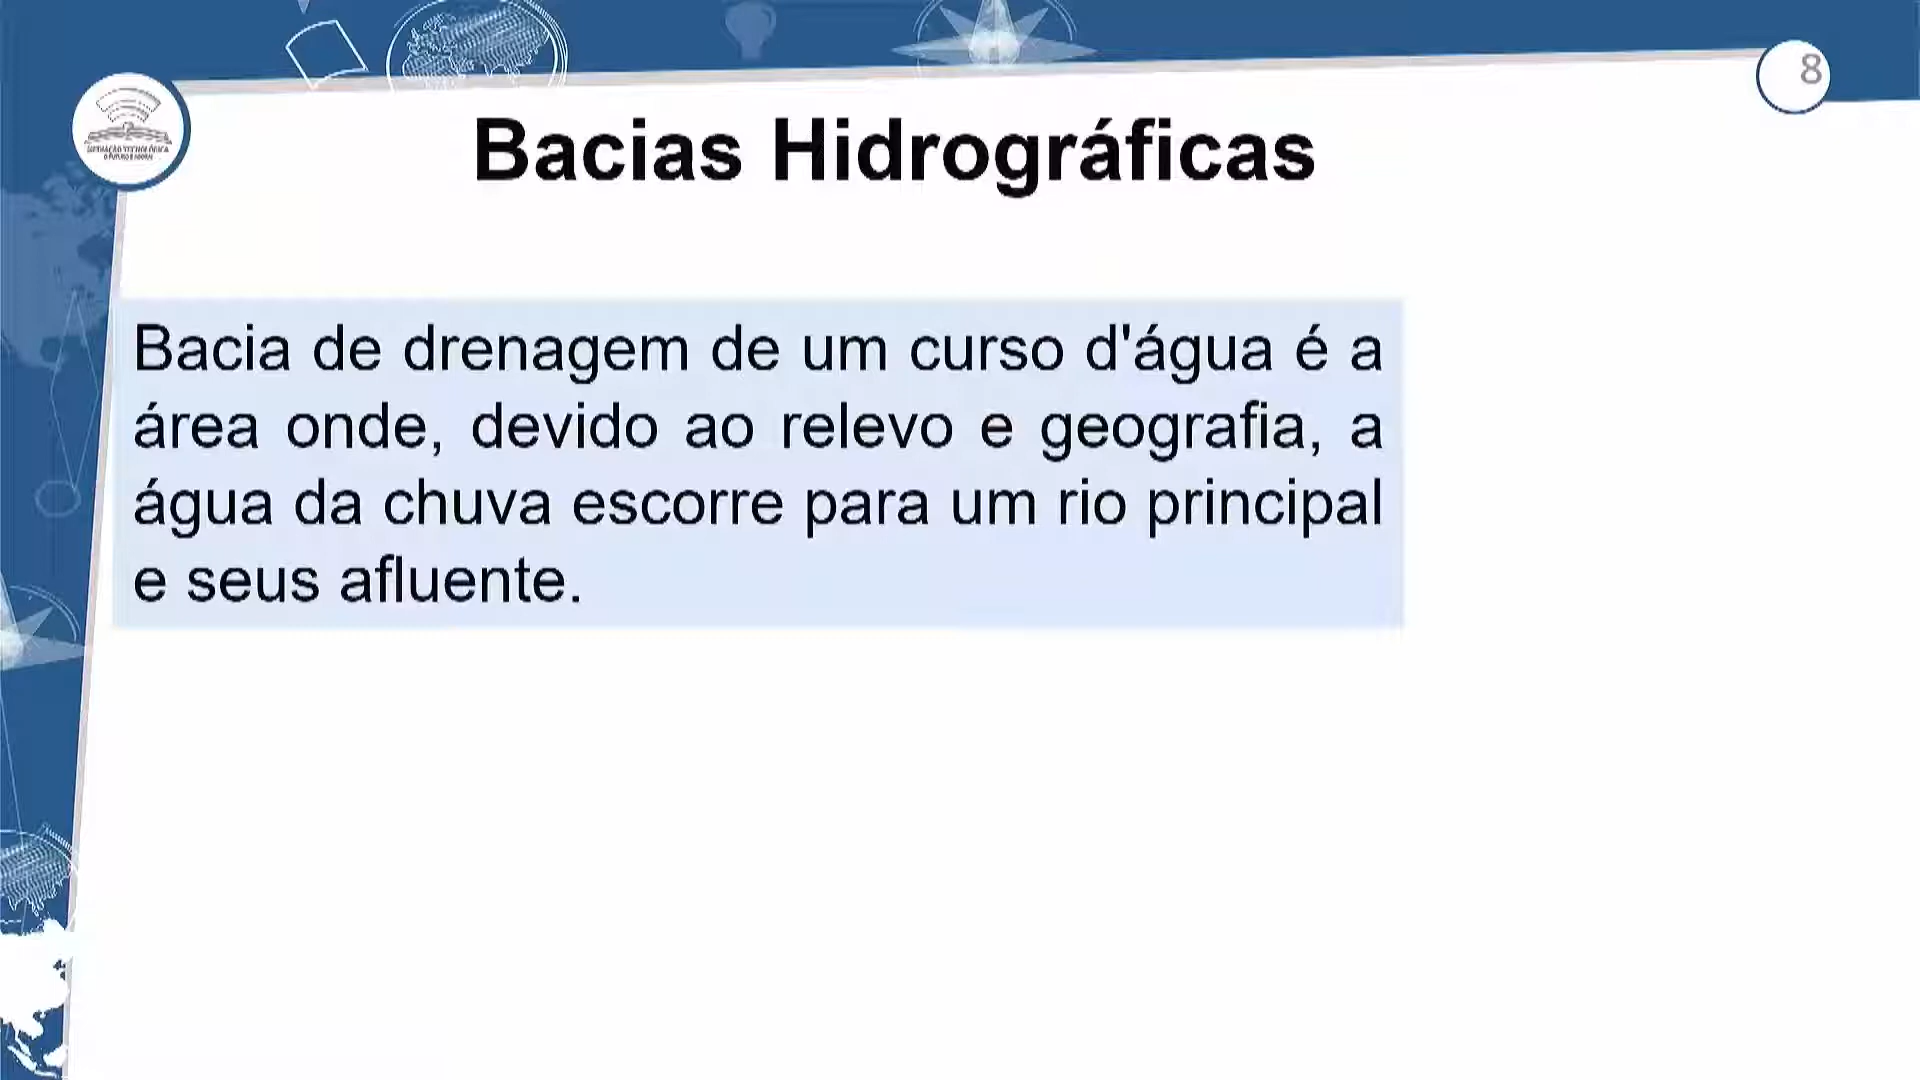 8
Bacias Hidrográficas
Bacia de drenagem de um curso d'água é a
área onde, devido ao relevo e geografia, a
água da chuva escorre para um rio principal
e seus afluente.